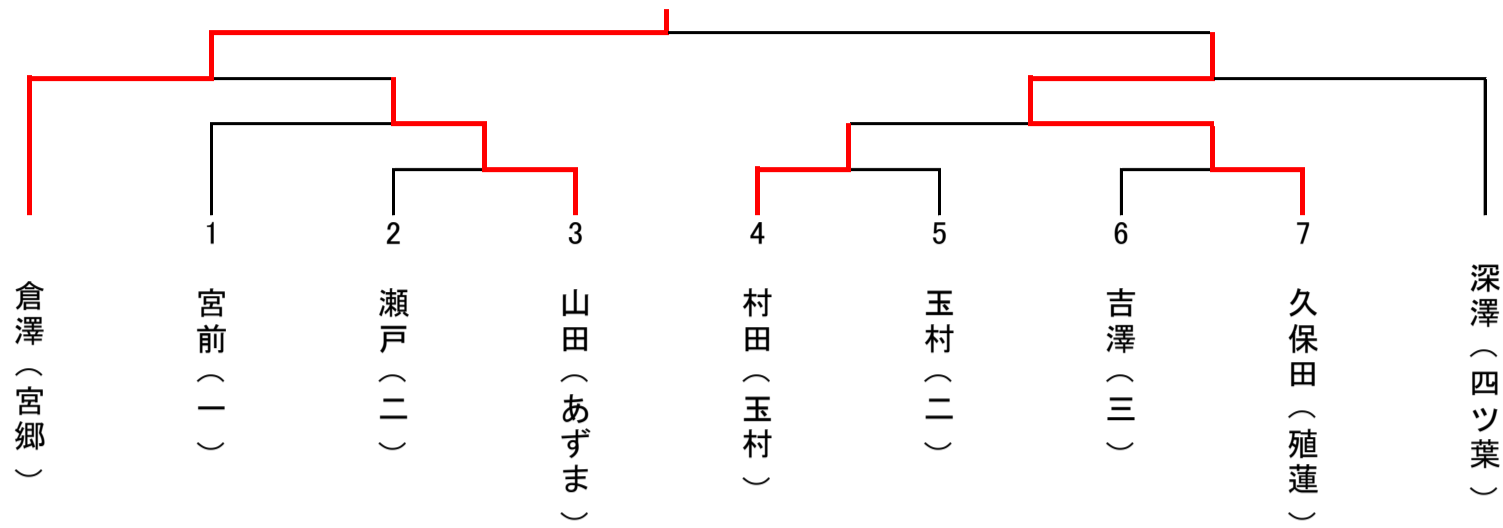 倉澤（宮郷）
1
宮前（一）
2
瀬戸（二）
3
山田（あずま）
4
村田（玉村）
5
玉村（二）
6
吉澤（三）
7
久保田（殖蓮）
深澤（四ツ葉）